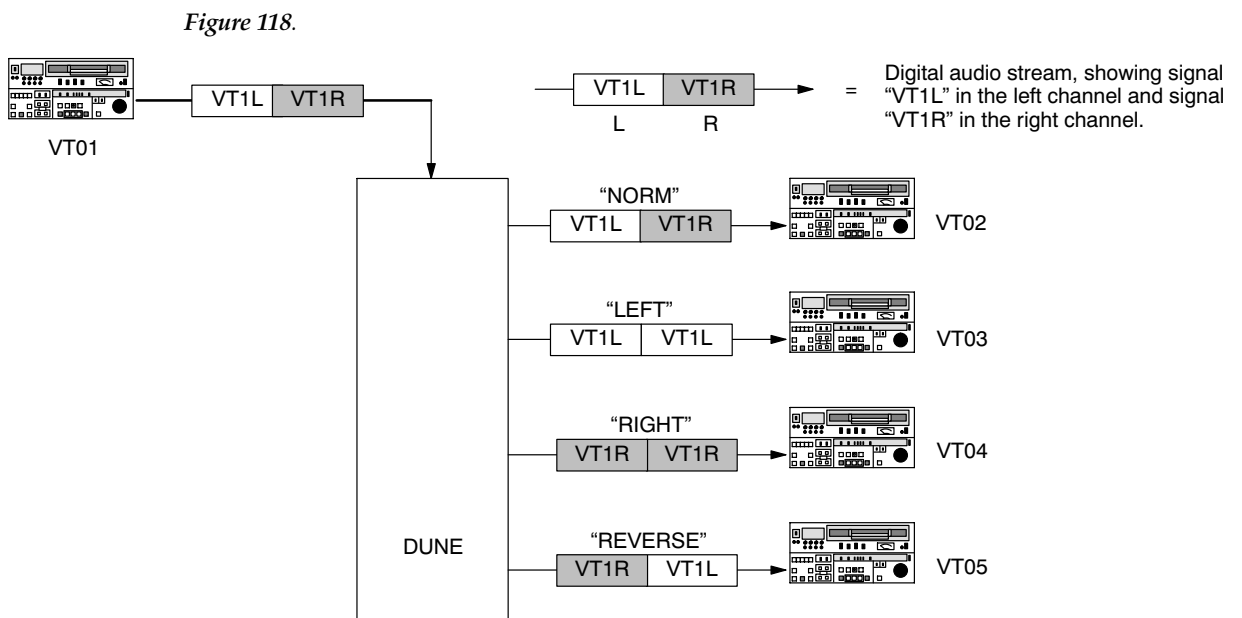 Figure 118.
VT01
VT1L VT1R
VT1L VT1R
L R
=
Digital audio stream, showing signal
“VT1L” in the left channel and signal
“VT1R” in the right channel.
DUNE
“NORM”
VT1L VT1R
VT02
“LEFT”
VT1L VT1L
VT03
“RIGHT”
VT1R VT1R
VT04
“REVERSE”
VT1R VT1L
VT05